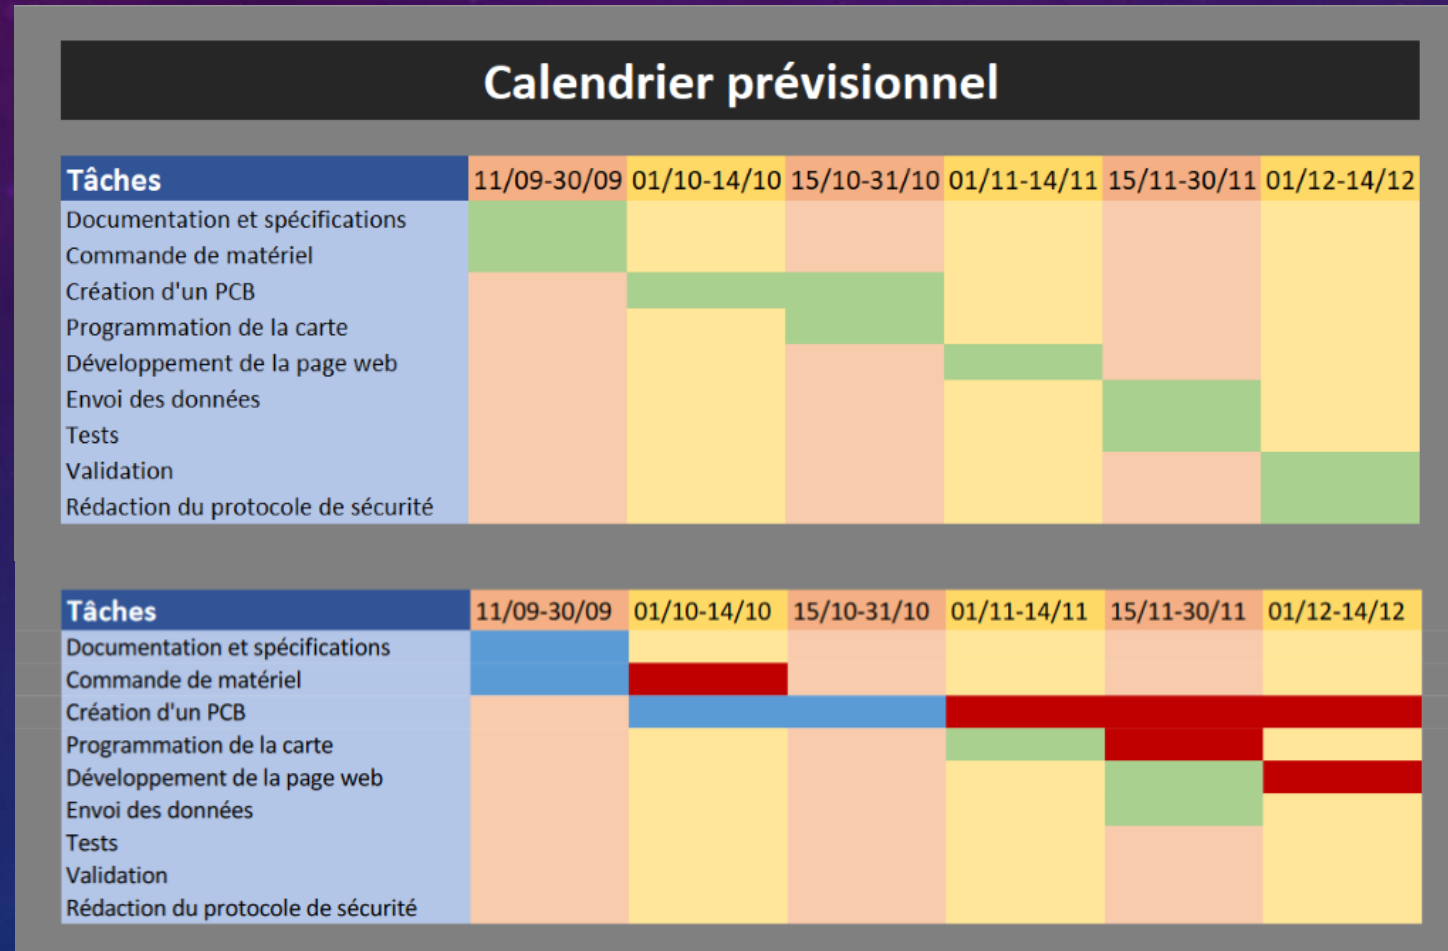 Calendrier prévisionnel
Tâches 11/09-30/09 01/10-14/10 15/10-31/10 01/11-14/11 15/11-30/11 01/12-14/12
Documentation et spécifications
Commande de matériel
Création d'un PCB
Programmation de la carte
Développement de la page web
Envoi des données
Tests
Validation
Rédaction du protocole de sécurité
Tâches 11/09-30/09 01/10-14/10 15/10-31/10 01/11-14/11 15/11-30/11 01/12-14/12
Documentation et spécifications
Commande de matériel
Création d'un PCB
Programmation de la carte
Développement de la page web
Envoi des données
Tests
Validation
Rédaction du protocole de sécurité